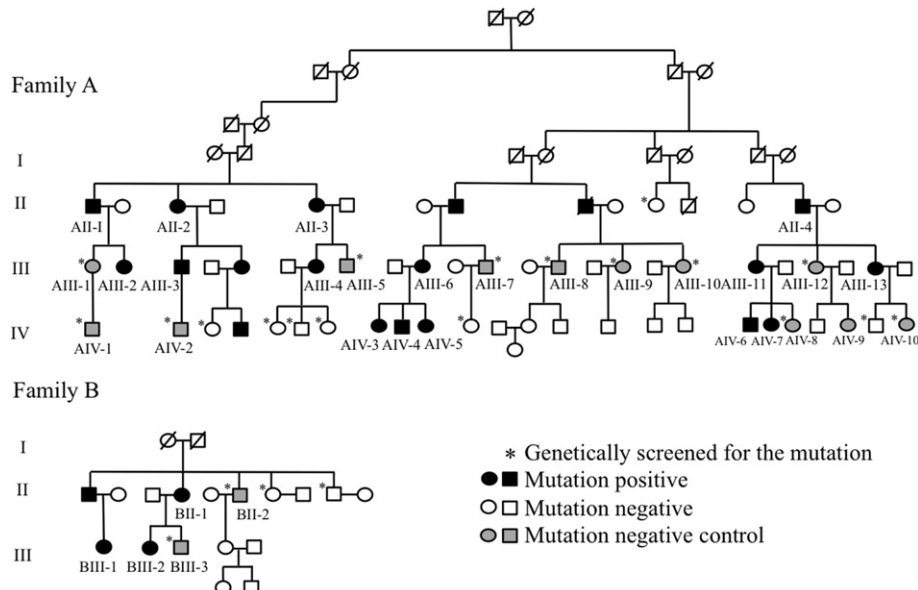 Family A
I
II
*
AII-I AII-2 AII-3 AII-4
III
* * * * * * *
AIII-1 AIII-2 AIII-3 AIII-4 AIII-5 AIII-6 AIII-7 AIII-8 AIII-9 AIII-10 AIII-11 AIII-12 AIII-13
IV
* * * * * * * * * *
AIV-1 AIV-2 AIV-3 AIV-4 AIV-5 AIV-6 AIV-7 AIV-8 AIV-9 AIV-10
Family B
I
* Genetically screened for the mutation
II
* * *
Mutation positive
BII-1 BII-2
Mutation negative
III
*
Mutation negative control
BIII-1 BIII-2 BIII-3